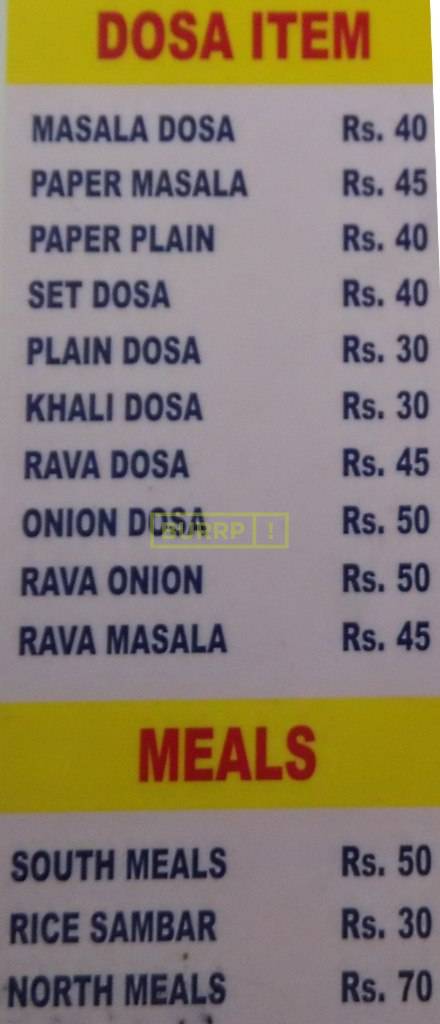 DOSA ITEM
MASALA DOSA Rs. 40
PAPER MASALA Rs. 45
PAPER PLAIN Rs. 40
SET DOSA Rs. 40
PLAIN DOSA Rs. 30
KHALI DOSA Rs. 30
RAVA DOSA Rs. 45
ONION DOSA Rs. 50
BURRP!
RAVA ONION Rs. 50
RAVA MASALA Rs. 45
MEALS
SOUTH MEALS Rs. 50
RICE SAMBAR Rs. 30
NORTH MEALS Rs. 70